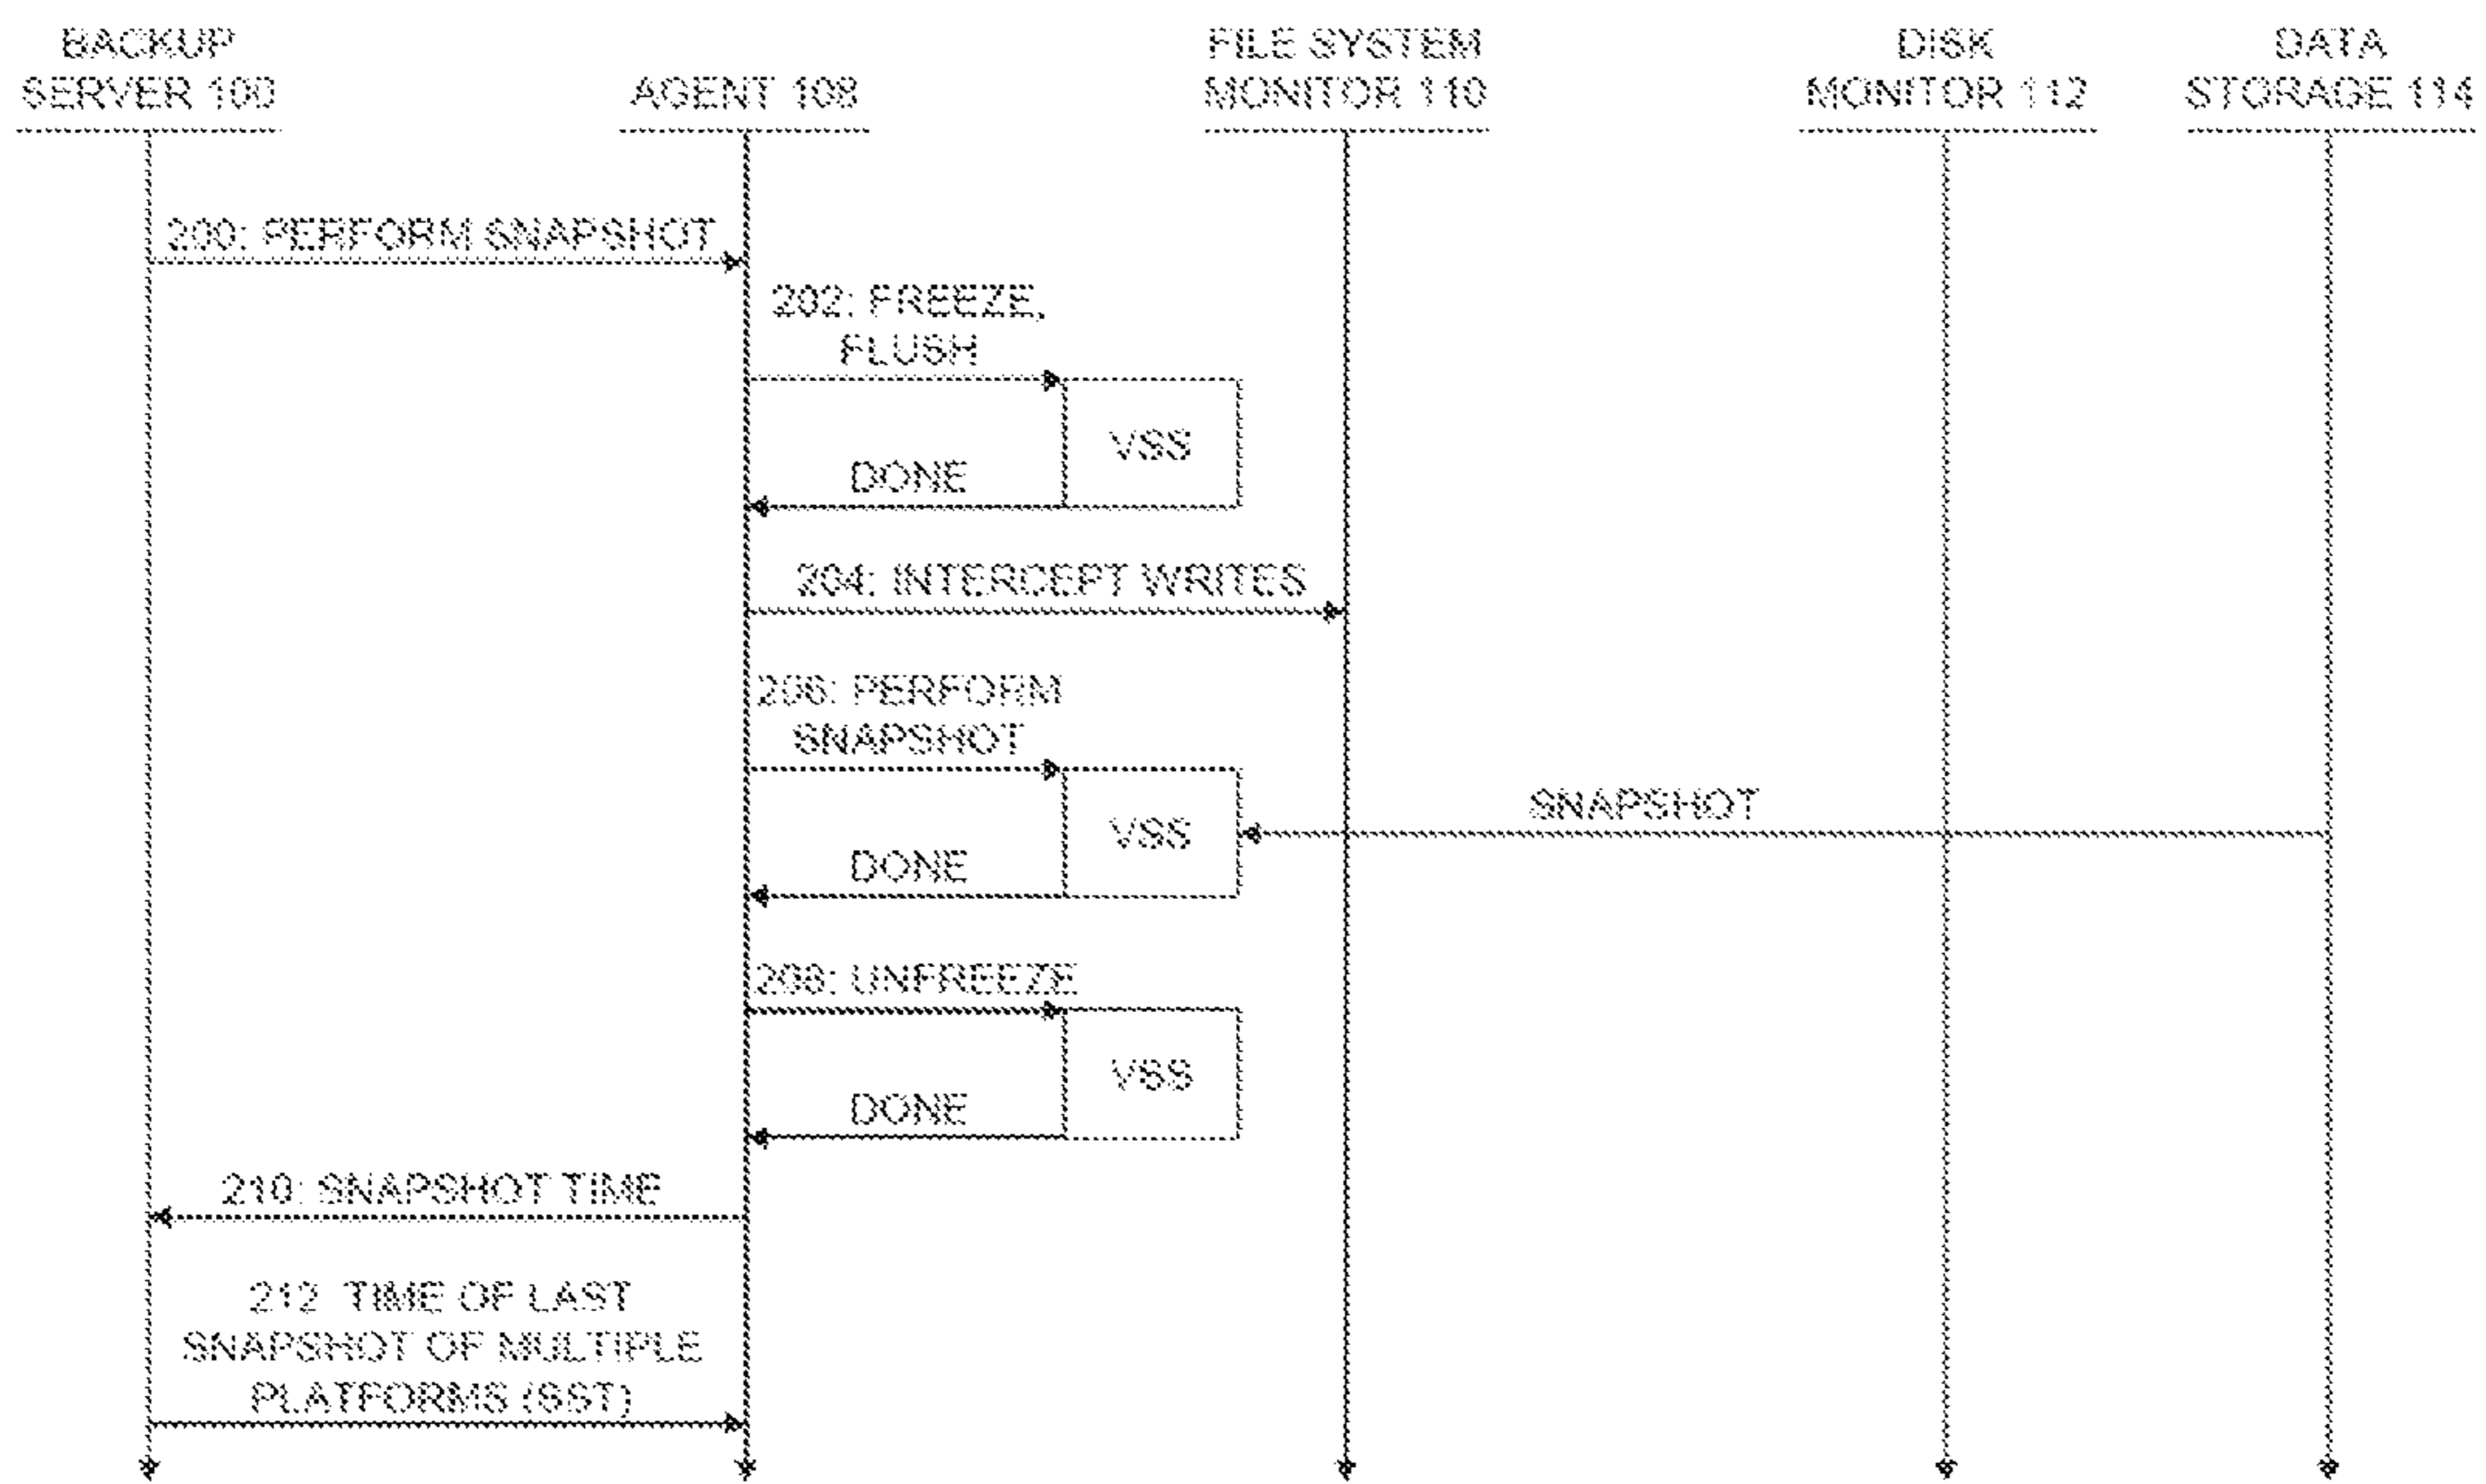 BACKUP
SERVER 100
AGENT 108
FILE SYSTEM
MONITOR 110
DISK
MONITOR 112
DATA
STORAGE 114
200: PERFORM SNAPSHOT
202: FREEZE,
FLUSH
VSS
DONE
204: INTERCEPT WRITES
206: PERFORM
SNAPSHOT
VSS
SNAPSHOT
DONE
208: UNFREEZE
VSS
DONE
210: SNAPSHOT TIME
212: TIME OF LAST
SNAPSHOT OF MULTIPLE
PLATFORMS (SST)